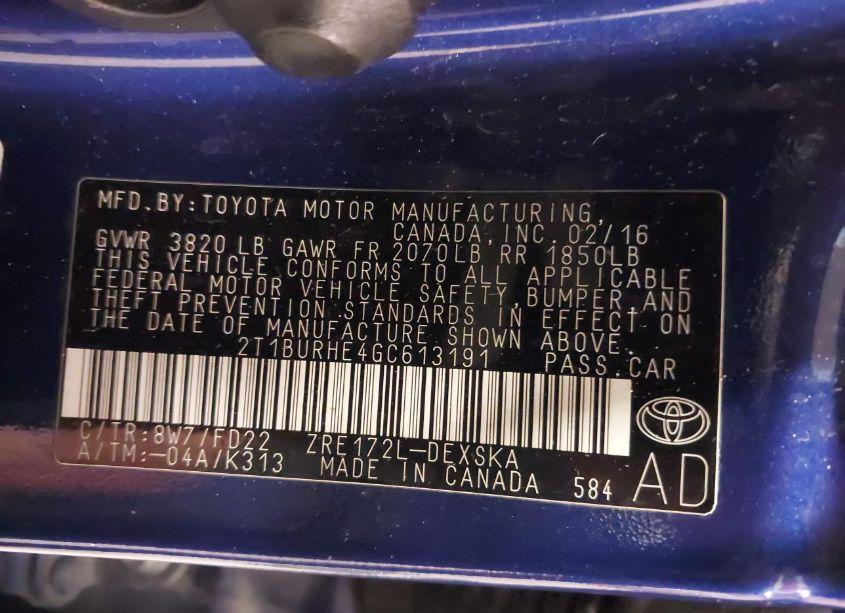 MFD.BY:TOYOTA MOTOR MANUFACTURING,
CANADA,INC. 02/16
GVWR 3820 LB GAWR FR 2070LB RR 1850LB
THIS VEHICLE CONFORMS TO ALL APPLICABLE
FEDERAL MOTOR VEHICLE SAFETY,BUMPER,AND
THEFT PREVENTION STANDARDS IN EFFECT ON
THE DATE OF MANUFACTURE SHOWN ABOVE.
2T1BURHE4GC613191 PASS.CAR
C/TR:8W7/FD22 ZRE172L-DEXSKA
A/TM:-04A/K313 MADE IN CANADA 584 AD